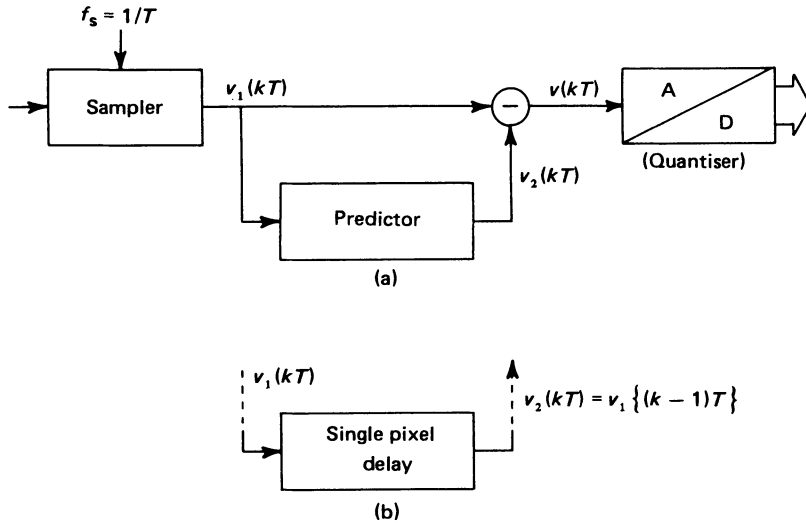 f_s = 1/T
Sampler
v_1(kT)
v(kT)
A
D
(Quantiser)
v_2(kT)
Predictor
(a)
v_1(kT)
Single pixel
delay
v_2(kT) = v_1 {(k − 1)T}
(b)